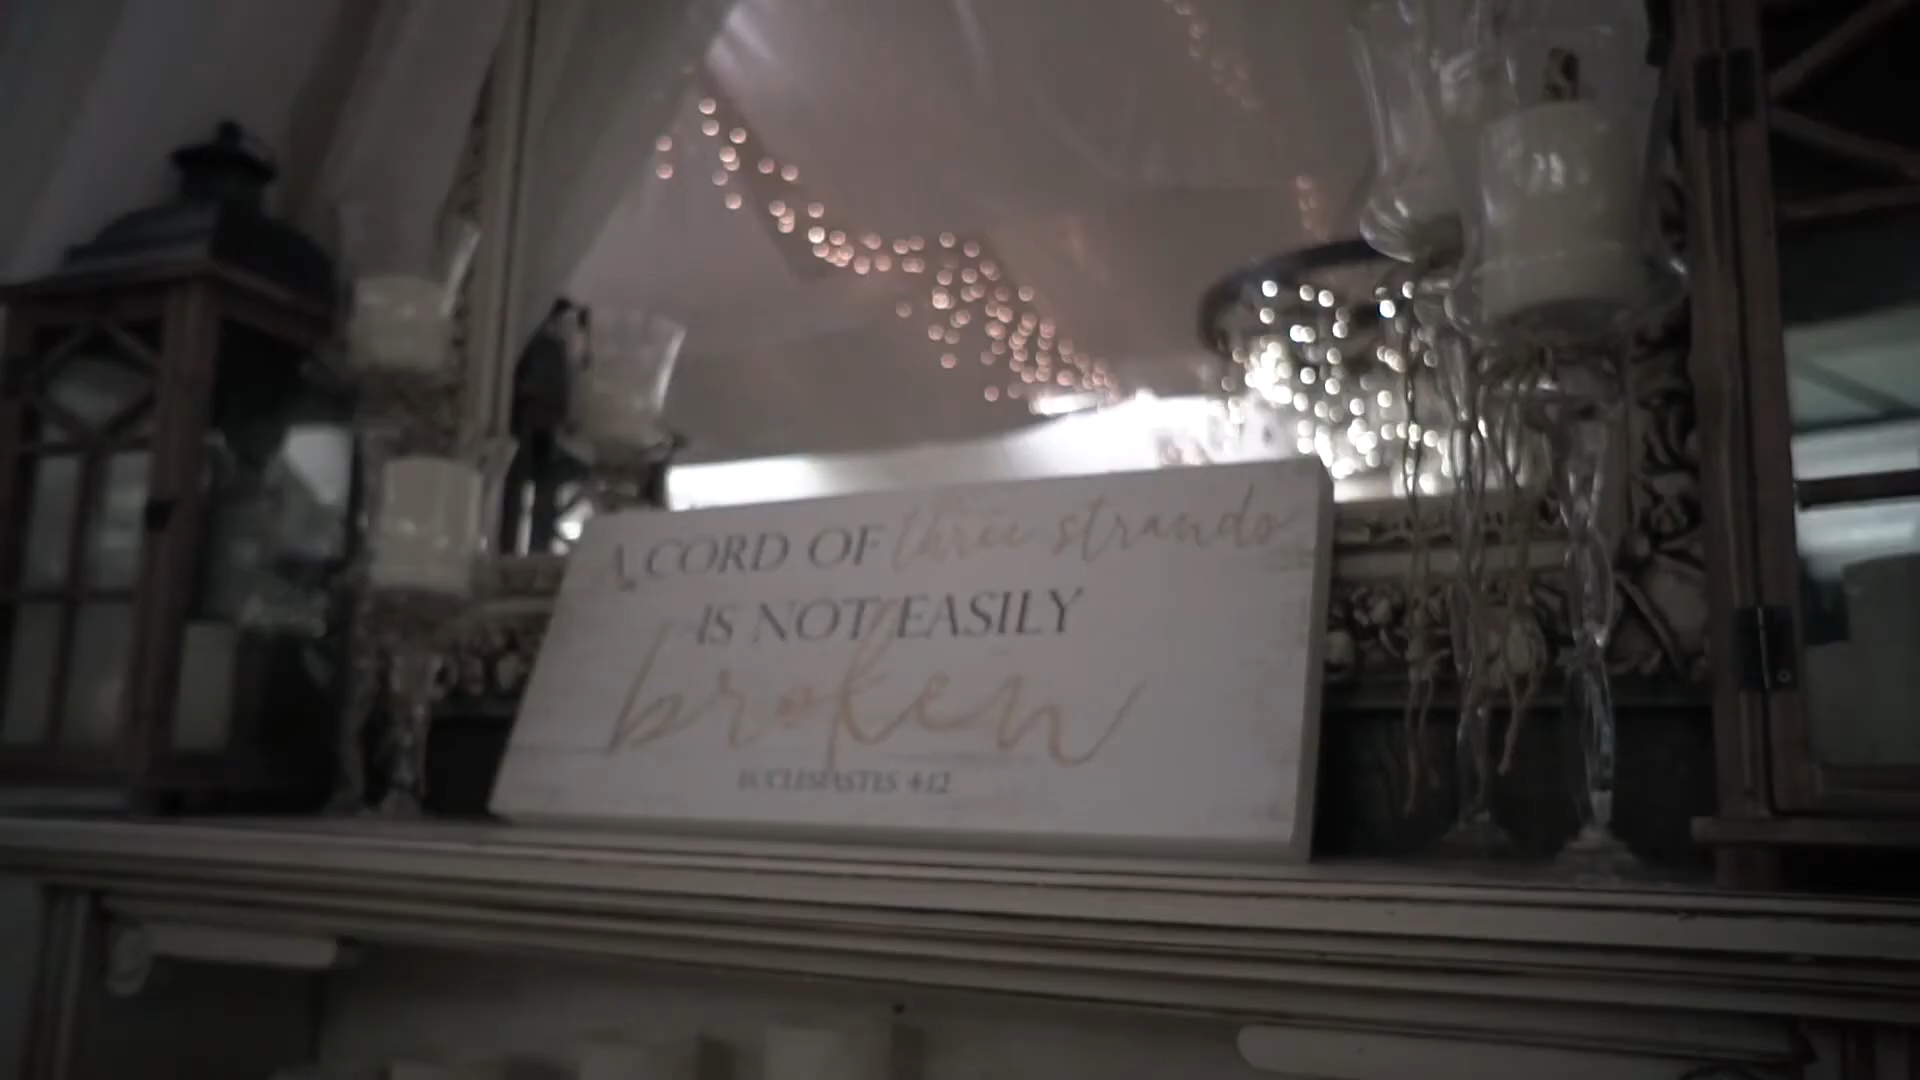 A CORD OF three strands
IS NOT EASILY
broken
ECCLESIASTES 4:12